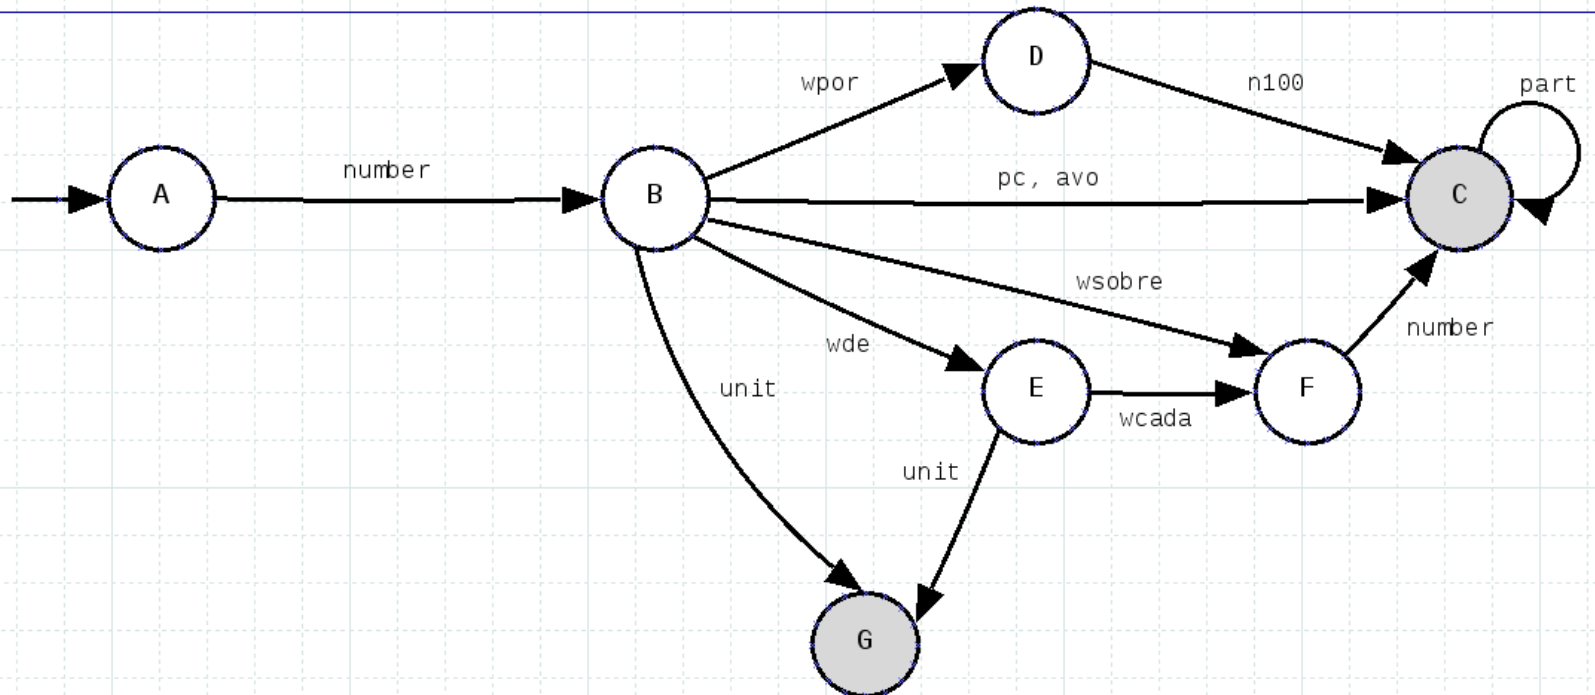 D
wpor
n100
part
A
number
B
pc, avo
C
wsobre
number
wde
unit
E
wcada
F
unit
G